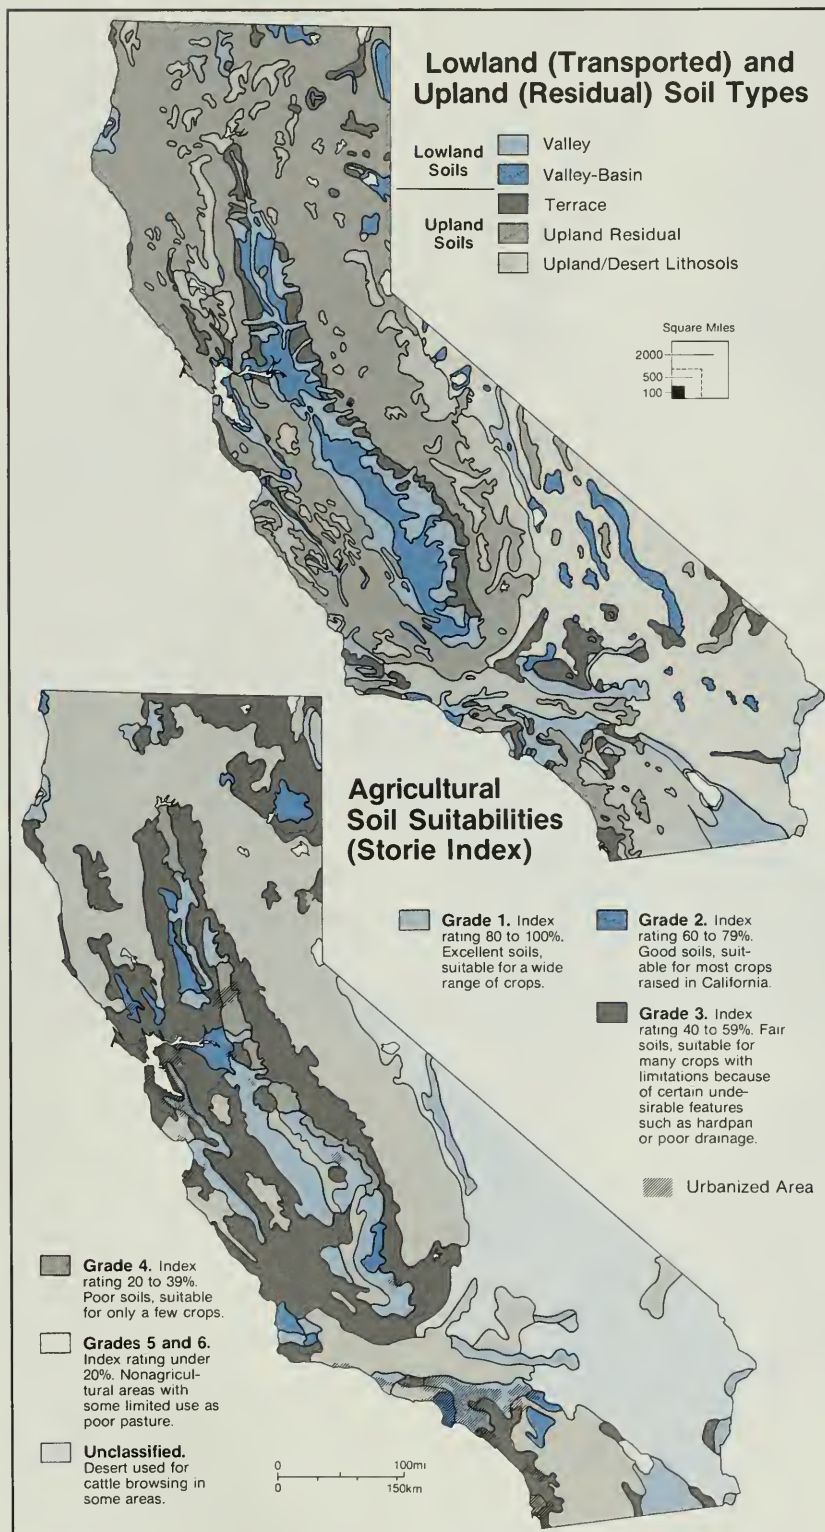 Lowland (Transported) and
Upland (Residual) Soil Types
Lowland
Soils
Valley
Valley-Basin
Upland
Soils
Terrace
Upland Residual
Upland/Desert Lithosols
Square Miles
2000
500
100
Agricultural
Soil Suitabilities
(Storie Index)
Grade 1. Index
rating 80 to 100%.
Excellent soils,
suitable for a wide
range of crops.
Grade 2. Index
rating 60 to 79%.
Good soils, suit-
able for most crops
raised in California.
Grade 3. Index
rating 40 to 59%. Fair
soils, suitable for
many crops with
limitations because
of certain unde-
sirable features
such as hardpan
or poor drainage.
Urbanized Area
Grade 4. Index
rating 20 to 39%.
Poor soils, suitable
for only a few crops.
Grades 5 and 6.
Index rating under
20%. Nonagricul-
tural areas with
some limited use as
poor pasture.
Unclassified.
Desert used for
cattle browsing in
some areas.
0 100mi
0 150km